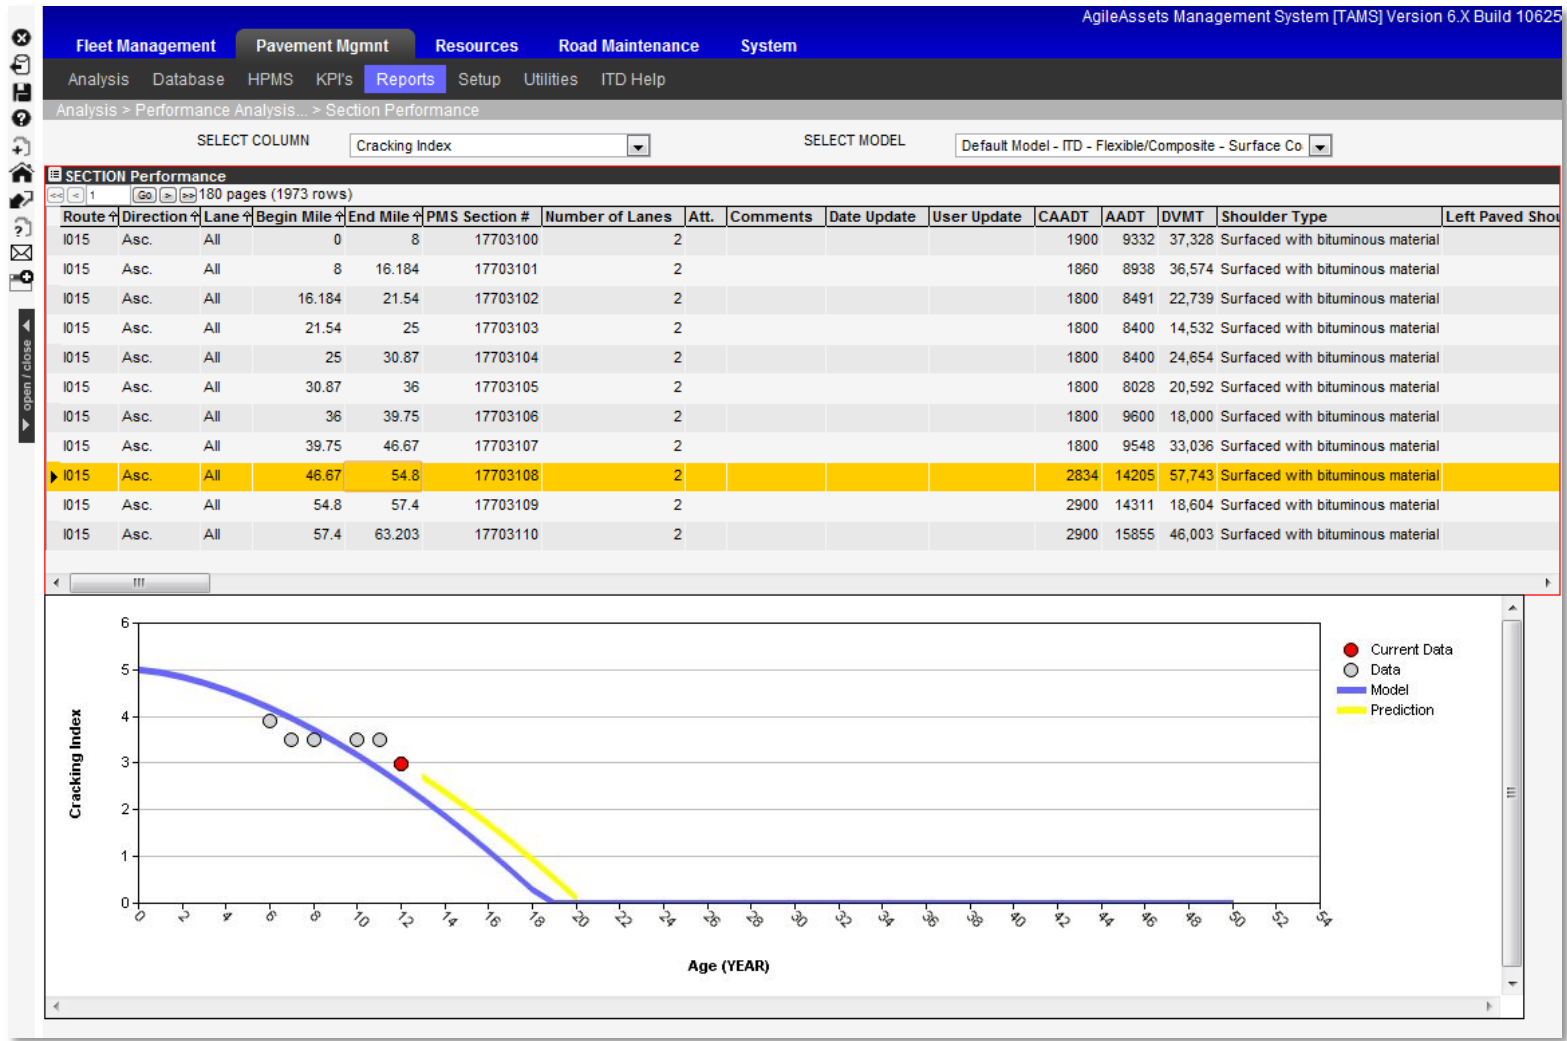 AgileAssets Management System [TAMS] Version 6.X Build 10625
Fleet Management Pavement Mgmnt Resources Road Maintenance System
Analysis Database HPMS KPI's Reports Setup Utilities ITD Help
Analysis > Performance Analysis... > Section Performance
SELECT COLUMN Cracking Index SELECT MODEL Default Model - ITD - Flexible/Composite - Surface Co
SECTION Performance
<< < 1 Go > >> 180 pages (1973 rows)
Route Direction Lane Begin Mile End Mile PMS Section # Number of Lanes Att. Comments Date Update User Update CAADT AADT DVMT Shoulder Type Left Paved Shou
I015 Asc. All 0 8 17703100 2 1900 9332 37,328 Surfaced with bituminous material
I015 Asc. All 8 16.184 17703101 2 1860 8938 36,574 Surfaced with bituminous material
I015 Asc. All 16.184 21.54 17703102 2 1800 8491 22,739 Surfaced with bituminous material
I015 Asc. All 21.54 25 17703103 2 1800 8400 14,532 Surfaced with bituminous material
I015 Asc. All 25 30.87 17703104 2 1800 8400 24,654 Surfaced with bituminous material
I015 Asc. All 30.87 36 17703105 2 1800 8028 20,592 Surfaced with bituminous material
I015 Asc. All 36 39.75 17703106 2 1800 9600 18,000 Surfaced with bituminous material
I015 Asc. All 39.75 46.67 17703107 2 1800 9548 33,036 Surfaced with bituminous material
I015 Asc. All 46.67 54.8 17703108 2 2834 14205 57,743 Surfaced with bituminous material
I015 Asc. All 54.8 57.4 17703109 2 2900 14311 18,604 Surfaced with bituminous material
I015 Asc. All 57.4 63.203 17703110 2 2900 15855 46,003 Surfaced with bituminous material
open / close
Cracking Index
6
5
4
3
2
1
0
0 2 4 6 8 10 12 14 16 18 20 22 24 26 28 30 32 34 36 38 40 42 44 46 48 50 52 54
Age (YEAR)
Current Data
Data
Model
Prediction